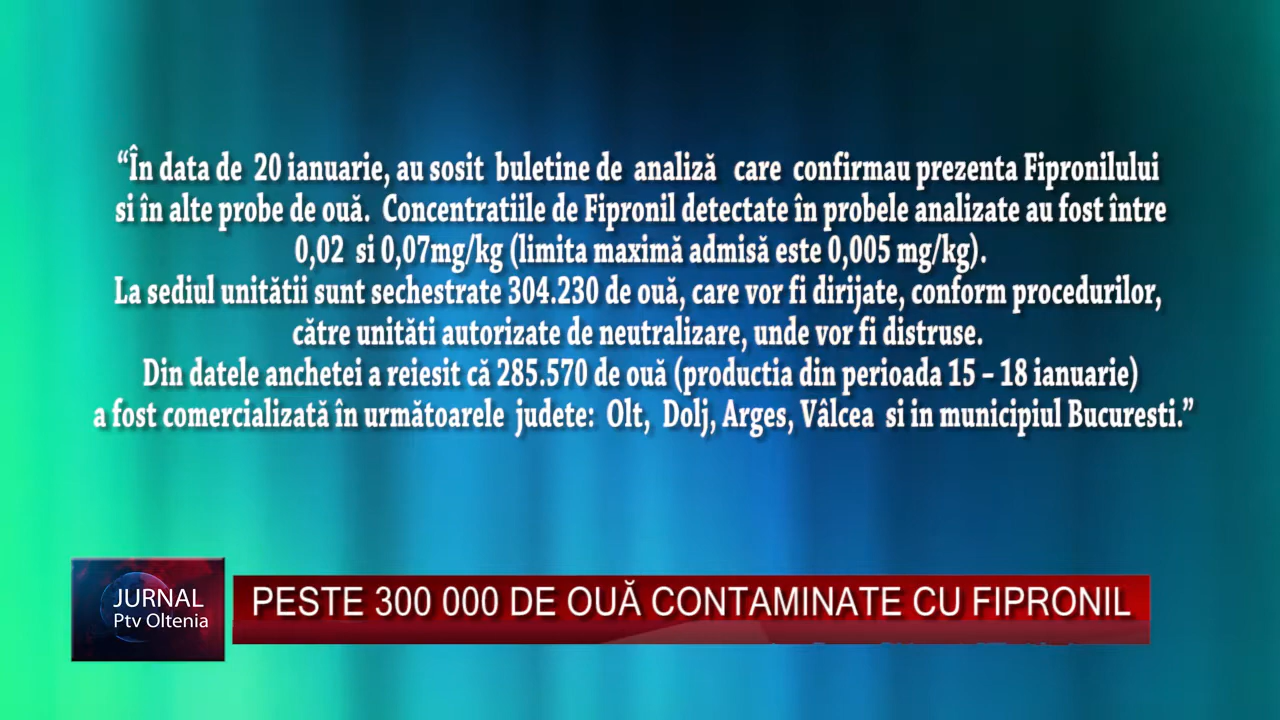 “În data de 20 ianuarie, au sosit buletine de analiză care confirmau prezenta Fipronilului
si în alte probe de ouă. Concentratiile de Fipronil detectate în probele analizate au fost între
0,02 si 0,07mg/kg (limita maximă admisă este 0,005 mg/kg).
La sediul unitătii sunt sechestrate 304.230 de ouă, care vor fi dirijate, conform procedurilor,
către unităti autorizate de neutralizare, unde vor fi distruse.
Din datele anchetei a reiesit că 285.570 de ouă (productia din perioada 15 – 18 ianuarie)
a fost comercializată în următoarele judete: Olt, Dolj, Arges, Vâlcea si in municipiul Bucuresti.”
JURNAL
Ptv Oltenia
PESTE 300 000 DE OUĂ CONTAMINATE CU FIPRONIL